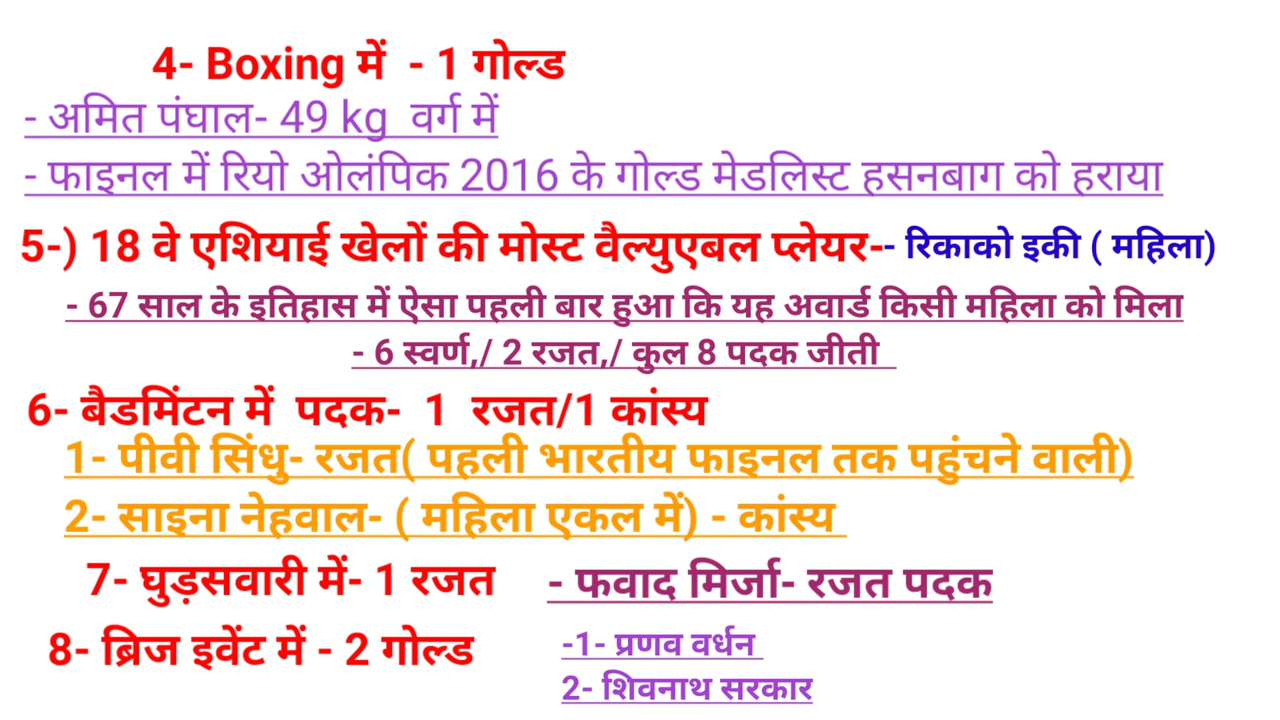 4- Boxing में - 1 गोल्ड
- अमित पंघाल- 49 kg वर्ग में
- फाइनल में रियो ओलंपिक 2016 के गोल्ड मेडलिस्ट हसनबाग को हराया
5-) 18 वे एशियाई खेलों की मोस्ट वैल्युएबल प्लेयर-- रिकाको इकी ( महिला)
- 67 साल के इतिहास में ऐसा पहली बार हुआ कि यह अवार्ड किसी महिला को मिला
- 6 स्वर्ण,/ 2 रजत,/ कुल 8 पदक जीती
6- बैडमिंटन में पदक- 1 रजत/1 कांस्य
1- पीवी सिंधु- रजत( पहली भारतीय फाइनल तक पहुंचने वाली)
2- साइना नेहवाल- ( महिला एकल में) - कांस्य
7- घुड़सवारी में- 1 रजत - फवाद मिर्जा- रजत पदक
8- ब्रिज इवेंट में - 2 गोल्ड
-1- प्रणव वर्धन
2- शिवनाथ सरकार